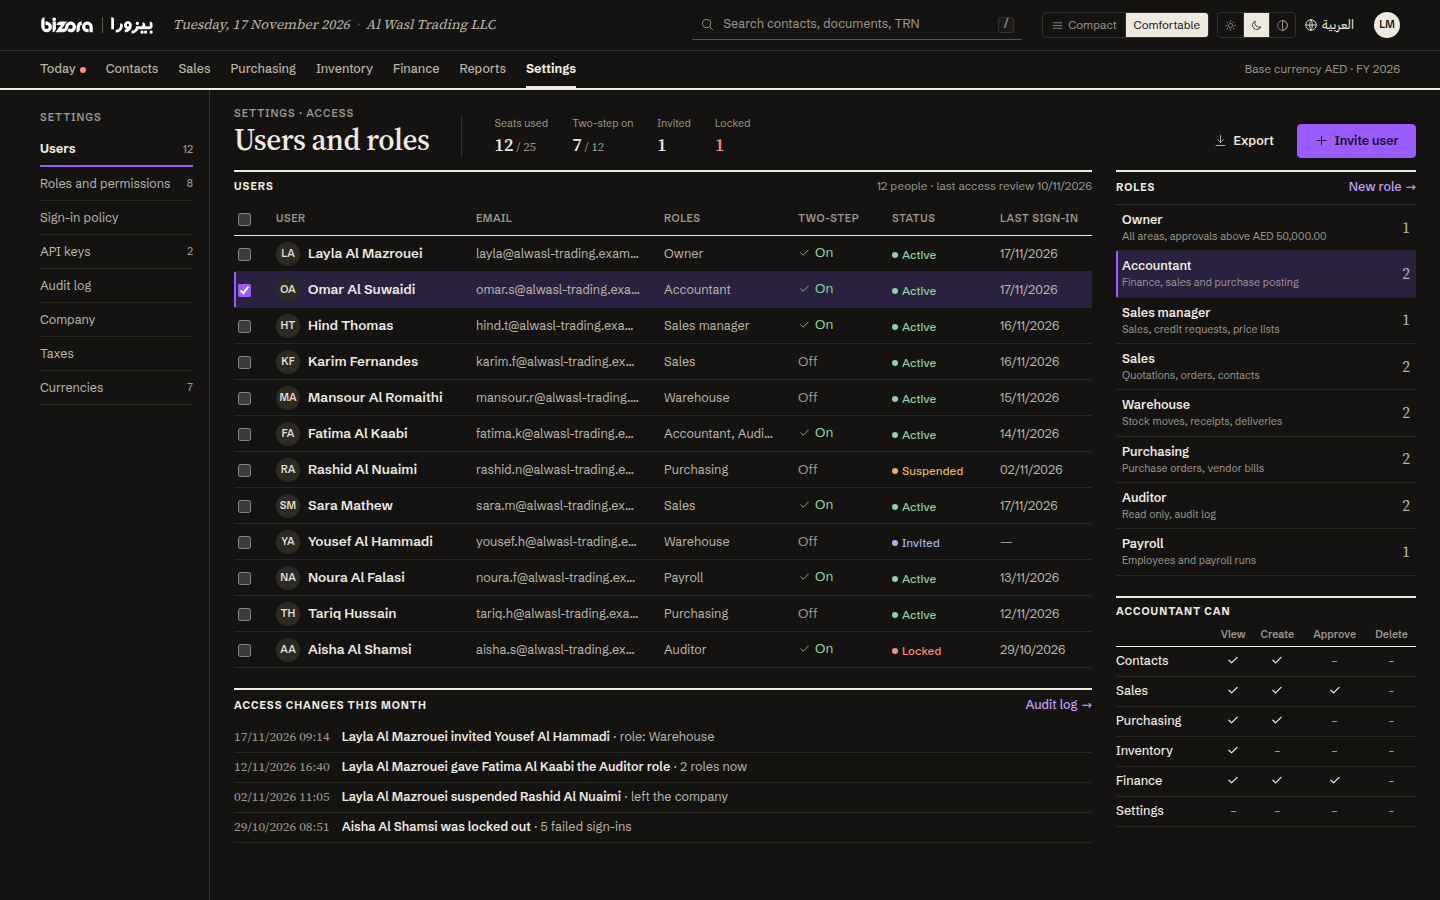 bizora | بيزورا
Tuesday, 17 November 2026 · Al Wasl Trading LLC
Search contacts, documents, TRN /
Compact Comfortable
العربية
LM
Today Contacts Sales Purchasing Inventory Finance Reports Settings
Base currency AED · FY 2026
SETTINGS
Users 12
Roles and permissions 8
Sign-in policy
API keys 2
Audit log
Company
Taxes
Currencies 7
SETTINGS · ACCESS
Users and roles
Seats used Two-step on Invited Locked
12 / 25 7 / 12 1 1
Export
+ Invite user
USERS
12 people · last access review 10/11/2026
USER EMAIL ROLES TWO-STEP STATUS LAST SIGN-IN
LA Layla Al Mazrouei layla@alwasl-trading.exam… Owner ✓ On Active 17/11/2026
OA Omar Al Suwaidi omar.s@alwasl-trading.exa… Accountant ✓ On Active 17/11/2026
HT Hind Thomas hind.t@alwasl-trading.exa… Sales manager ✓ On Active 16/11/2026
KF Karim Fernandes karim.f@alwasl-trading.ex… Sales Off Active 16/11/2026
MA Mansour Al Romaithi mansour.r@alwasl-trading.… Warehouse Off Active 15/11/2026
FA Fatima Al Kaabi fatima.k@alwasl-trading.e… Accountant, Audi… ✓ On Active 14/11/2026
RA Rashid Al Nuaimi rashid.n@alwasl-trading.e… Purchasing Off Suspended 02/11/2026
SM Sara Mathew sara.m@alwasl-trading.ex… Sales ✓ On Active 17/11/2026
YA Yousef Al Hammadi yousef.h@alwasl-trading.e… Warehouse Off Invited —
NA Noura Al Falasi noura.f@alwasl-trading.ex… Payroll ✓ On Active 13/11/2026
TH Tariq Hussain tariq.h@alwasl-trading.exa… Purchasing Off Active 12/11/2026
AA Aisha Al Shamsi aisha.s@alwasl-trading.ex… Auditor ✓ On Locked 29/10/2026
ACCESS CHANGES THIS MONTH
Audit log →
17/11/2026 09:14 Layla Al Mazrouei invited Yousef Al Hammadi · role: Warehouse
12/11/2026 16:40 Layla Al Mazrouei gave Fatima Al Kaabi the Auditor role · 2 roles now
02/11/2026 11:05 Layla Al Mazrouei suspended Rashid Al Nuaimi · left the company
29/10/2026 08:51 Aisha Al Shamsi was locked out · 5 failed sign-ins
ROLES
New role →
Owner 1
All areas, approvals above AED 50,000.00
Accountant 2
Finance, sales and purchase posting
Sales manager 1
Sales, credit requests, price lists
Sales 2
Quotations, orders, contacts
Warehouse 2
Stock moves, receipts, deliveries
Purchasing 2
Purchase orders, vendor bills
Auditor 2
Read only, audit log
Payroll 1
Employees and payroll runs
ACCOUNTANT CAN
View Create Approve Delete
Contacts ✓ ✓ – –
Sales ✓ ✓ ✓ –
Purchasing ✓ ✓ – –
Inventory ✓ – – –
Finance ✓ ✓ ✓ –
Settings – – – –